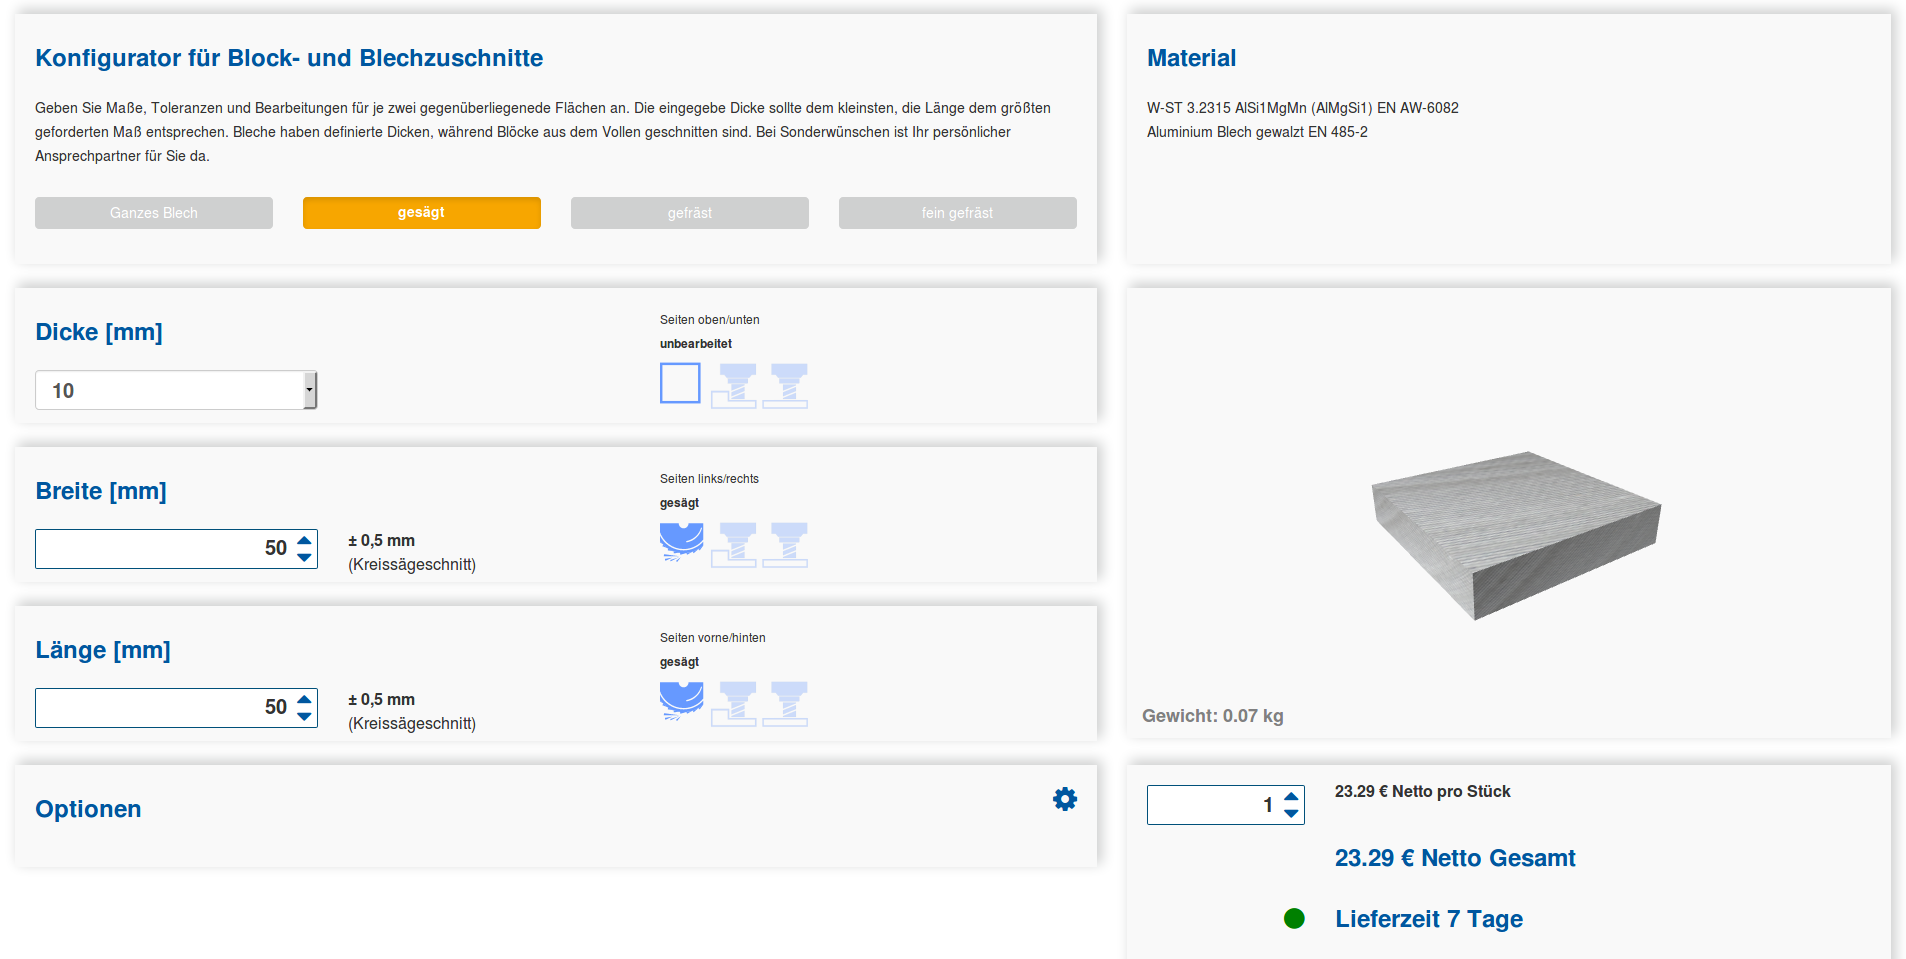 Konfigurator für Block- und Blechzuschnitte
Geben Sie Maße, Toleranzen und Bearbeitungen für je zwei gegenüberliegenede Flächen an. Die eingegebe Dicke sollte dem kleinsten, die Länge dem größten
geforderten Maß entsprechen. Bleche haben definierte Dicken, während Blöcke aus dem Vollen geschnitten sind. Bei Sonderwünschen ist Ihr persönlicher
Ansprechpartner für Sie da.
Ganzes Blech
gesägt
gefräst
fein gefräst
Material
W-ST 3.2315 AlSi1MgMn (AlMgSi1) EN AW-6082
Aluminium Blech gewalzt EN 485-2
Dicke [mm]
10
Seiten oben/unten
unbearbeitet
Breite [mm]
50
± 0,5 mm
(Kreissägeschnitt)
Seiten links/rechts
gesägt
Länge [mm]
50
± 0,5 mm
(Kreissägeschnitt)
Seiten vorne/hinten
gesägt
Gewicht: 0.07 kg
Optionen
1
23.29 € Netto pro Stück
23.29 € Netto Gesamt
Lieferzeit 7 Tage